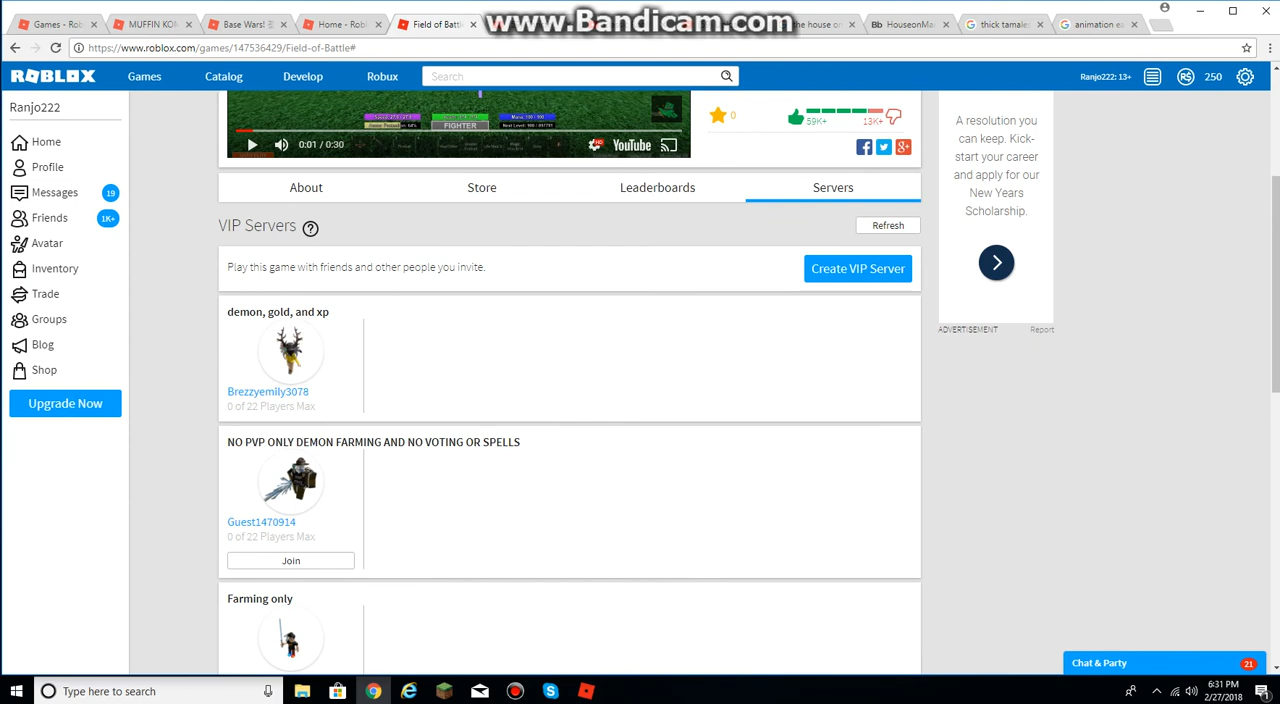 www.Bandicam.com
Games - Rob
MUFFIN KO
Base Wars!
Home - Robl
Field of Battl
the house on
Bb HouseonMa
thick tamale
animation ea
https://www.roblox.com/games/147536429/Field-of-Battle#
ROBLOX Games Catalog Develop Robux Search Ranjo222: 13+ R$ 250
Ranjo222
Home
Profile
Messages 19
Friends 1K+
Avatar
Inventory
Trade
Groups
Blog
Shop
Upgrade Now
FIGHTER
0:01 / 0:30 HD YouTube
0 59K+ 13K+
About Store Leaderboards Servers
VIP Servers ? Refresh
Play this game with friends and other people you invite. Create VIP Server
demon, gold, and xp
Brezzyemily3078
0 of 22 Players Max
NO PVP ONLY DEMON FARMING AND NO VOTING OR SPELLS
Guest1470914
0 of 22 Players Max
Join
Farming only
A resolution you
can keep. Kick-
start your career
and apply for our
New Years
Scholarship.
ADVERTISEMENT Report
Chat & Party 21
Type here to search
6:31 PM
2/27/2018